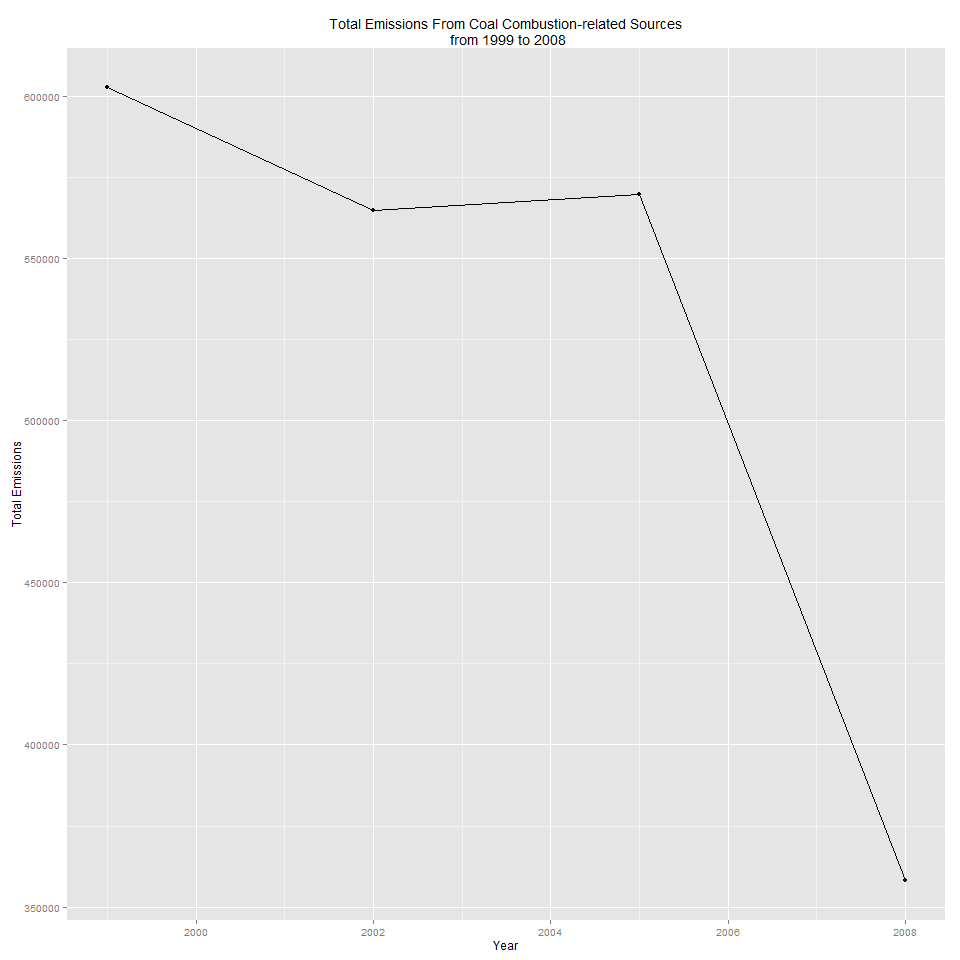 Total Emissions From Coal Combustion-related Sources
from 1999 to 2008
600000
550000
500000
450000
400000
350000
Total Emissions
2000
2002
2004
2006
2008
Year